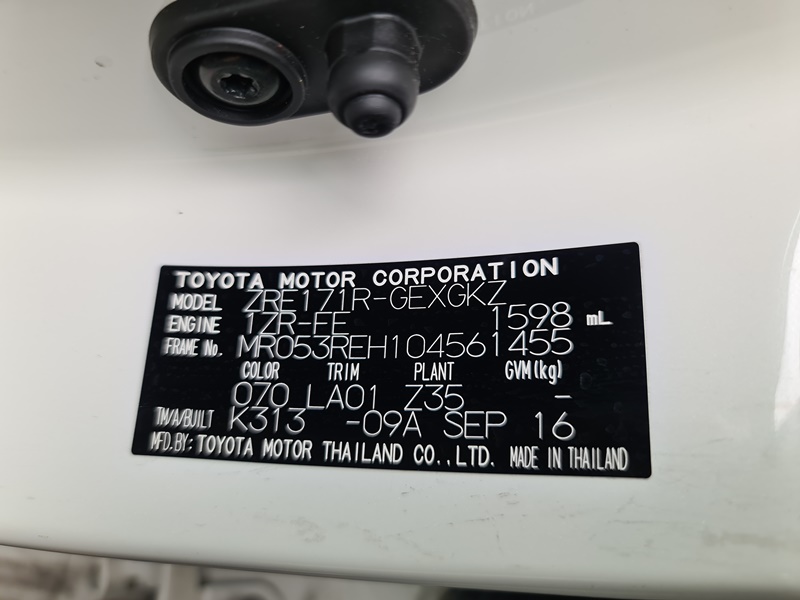 TOYOTA MOTOR CORPORATION
MODEL ZRE171R-GEXGKZ
ENGINE 1ZR-FE 1598 mL
FRAME No. MR053REH104561455
COLOR TRIM PLANT GVM(kg)
070 LA01 Z35 -
TM/A/BUILT K313 -09A SEP 16
MFD.BY: TOYOTA MOTOR THAILAND CO.,LTD. MADE IN THAILAND